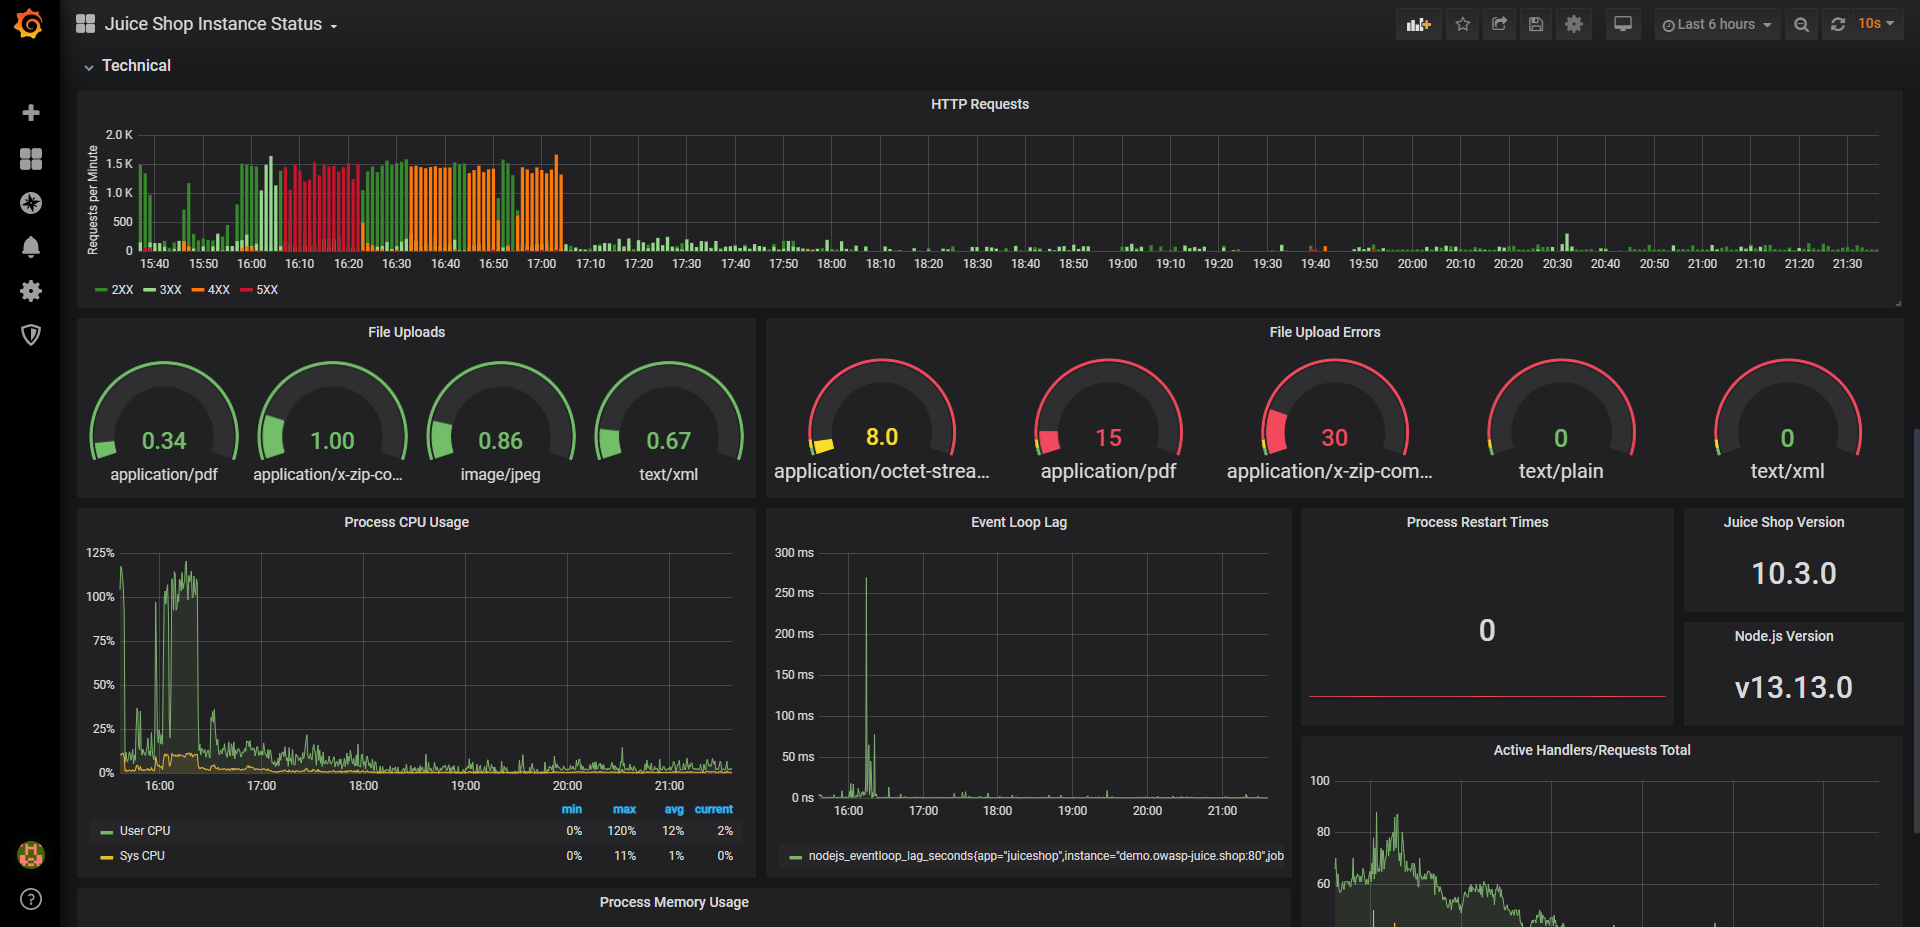 Juice Shop Instance Status
Last 6 hours
10s
Technical
HTTP Requests
Requests per Minute
2.0 K
1.5 K
1.0 K
500
0
15:40 15:50 16:00 16:10 16:20 16:30 16:40 16:50 17:00 17:10 17:20 17:30 17:40 17:50 18:00 18:10 18:20 18:30 18:40 18:50 19:00 19:10 19:20 19:30 19:40 19:50 20:00 20:10 20:20 20:30 20:40 20:50 21:00 21:10 21:20 21:30
2XX 3XX 4XX 5XX
File Uploads
0.34 1.00 0.86 0.67
application/pdf application/x-zip-co... image/jpeg text/xml
File Upload Errors
8.0 15 30 0 0
application/octet-strea... application/pdf application/x-zip-com... text/plain text/xml
Process CPU Usage
125%
100%
75%
50%
25%
0%
16:00 17:00 18:00 19:00 20:00 21:00
min max avg current
User CPU 0% 120% 12% 2%
Sys CPU 0% 11% 1% 0%
Event Loop Lag
300 ms
250 ms
200 ms
150 ms
100 ms
50 ms
0 ns
16:00 17:00 18:00 19:00 20:00 21:00
nodejs_eventloop_lag_seconds{app="juiceshop",instance="demo.owasp-juice.shop:80",job
Process Restart Times
0
Juice Shop Version
10.3.0
Node.js Version
v13.13.0
Active Handlers/Requests Total
100
80
60
Process Memory Usage